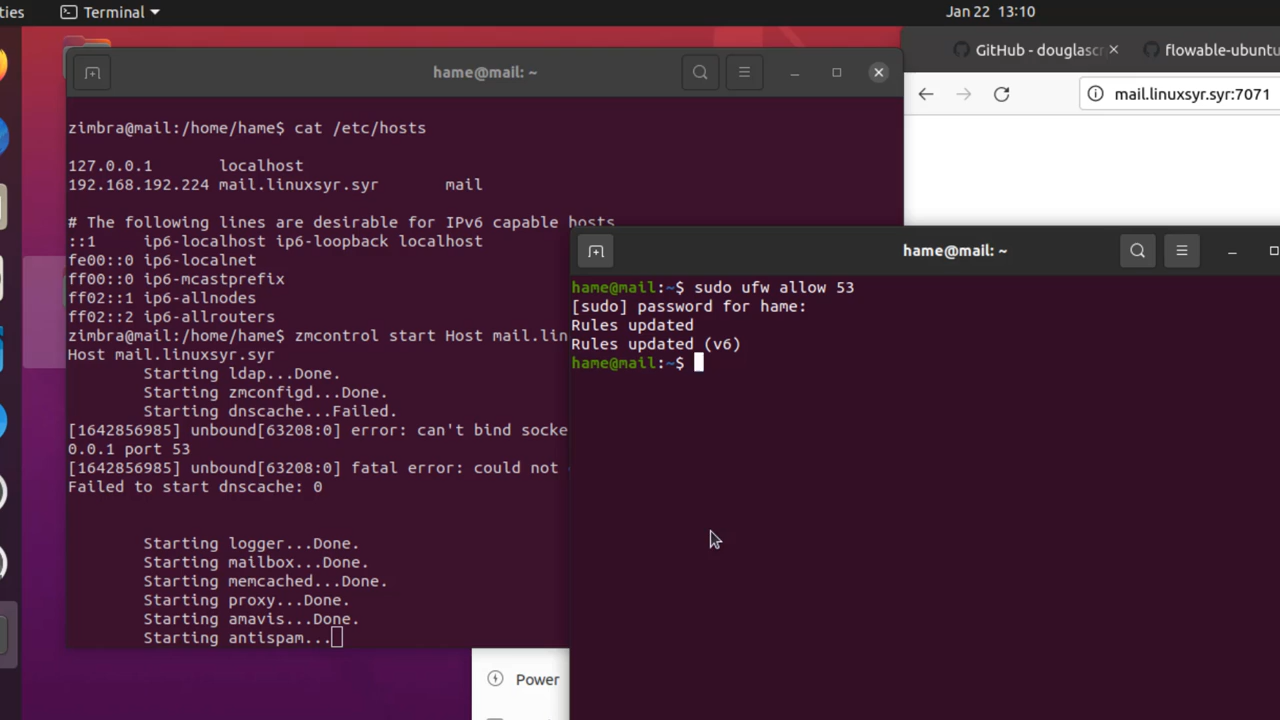 ties
Terminal
Jan 22 13:10
GitHub - douglascr
flowable-ubuntu
mail.linuxsyr.syr:7071
hame@mail: ~
zimbra@mail:/home/hame$ cat /etc/hosts
127.0.0.1 localhost
192.168.192.224 mail.linuxsyr.syr mail
# The following lines are desirable for IPv6 capable hosts
::1 ip6-localhost ip6-loopback localhost
fe00::0 ip6-localnet
ff00::0 ip6-mcastprefix
ff02::1 ip6-allnodes
ff02::2 ip6-allrouters
zimbra@mail:/home/hame$ zmcontrol start Host mail.lin
Host mail.linuxsyr.syr
Starting ldap...Done.
Starting zmconfigd...Done.
Starting dnscache...Failed.
[1642856985] unbound[63208:0] error: can't bind socke
0.0.1 port 53
[1642856985] unbound[63208:0] fatal error: could not
Failed to start dnscache: 0
Starting logger...Done.
Starting mailbox...Done.
Starting memcached...Done.
Starting proxy...Done.
Starting amavis...Done.
Starting antispam...
hame@mail: ~
hame@mail:~$ sudo ufw allow 53
[sudo] password for hame:
Rules updated
Rules updated (v6)
hame@mail:~$
Power